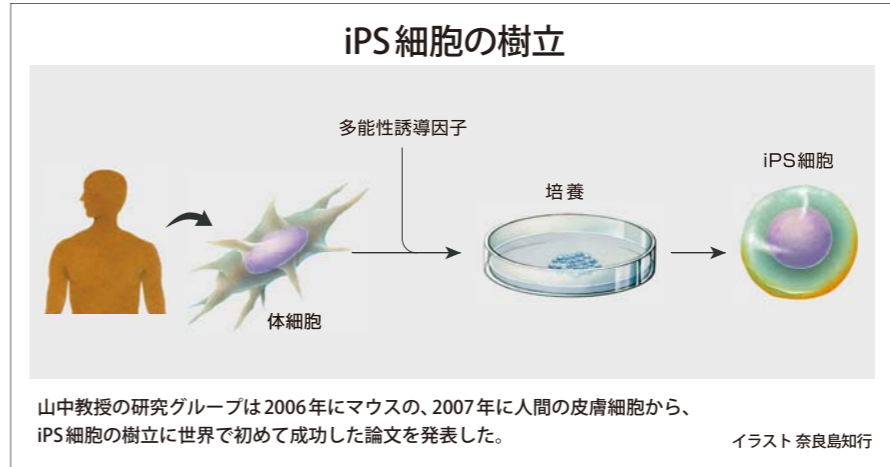 iPS細胞の樹立
多能性誘導因子
iPS細胞
培養
体細胞
山中教授の研究グループは2006年にマウスの、2007年に人間の皮膚細胞から、
iPS細胞の樹立に世界で初めて成功した論文を発表した。
イラスト 奈良島知行